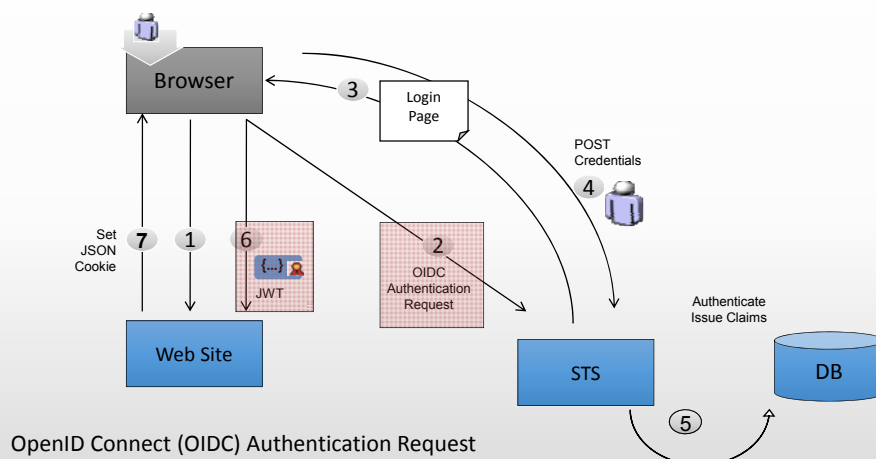 Browser
3
Login
Page
POST
Credentials
4
Set
JSON
Cookie
7
1
6
2
{...}
JWT
OIDC
Authentication
Request
Authenticate
Issue Claims
Web Site
STS
DB
5
OpenID Connect (OIDC) Authentication Request